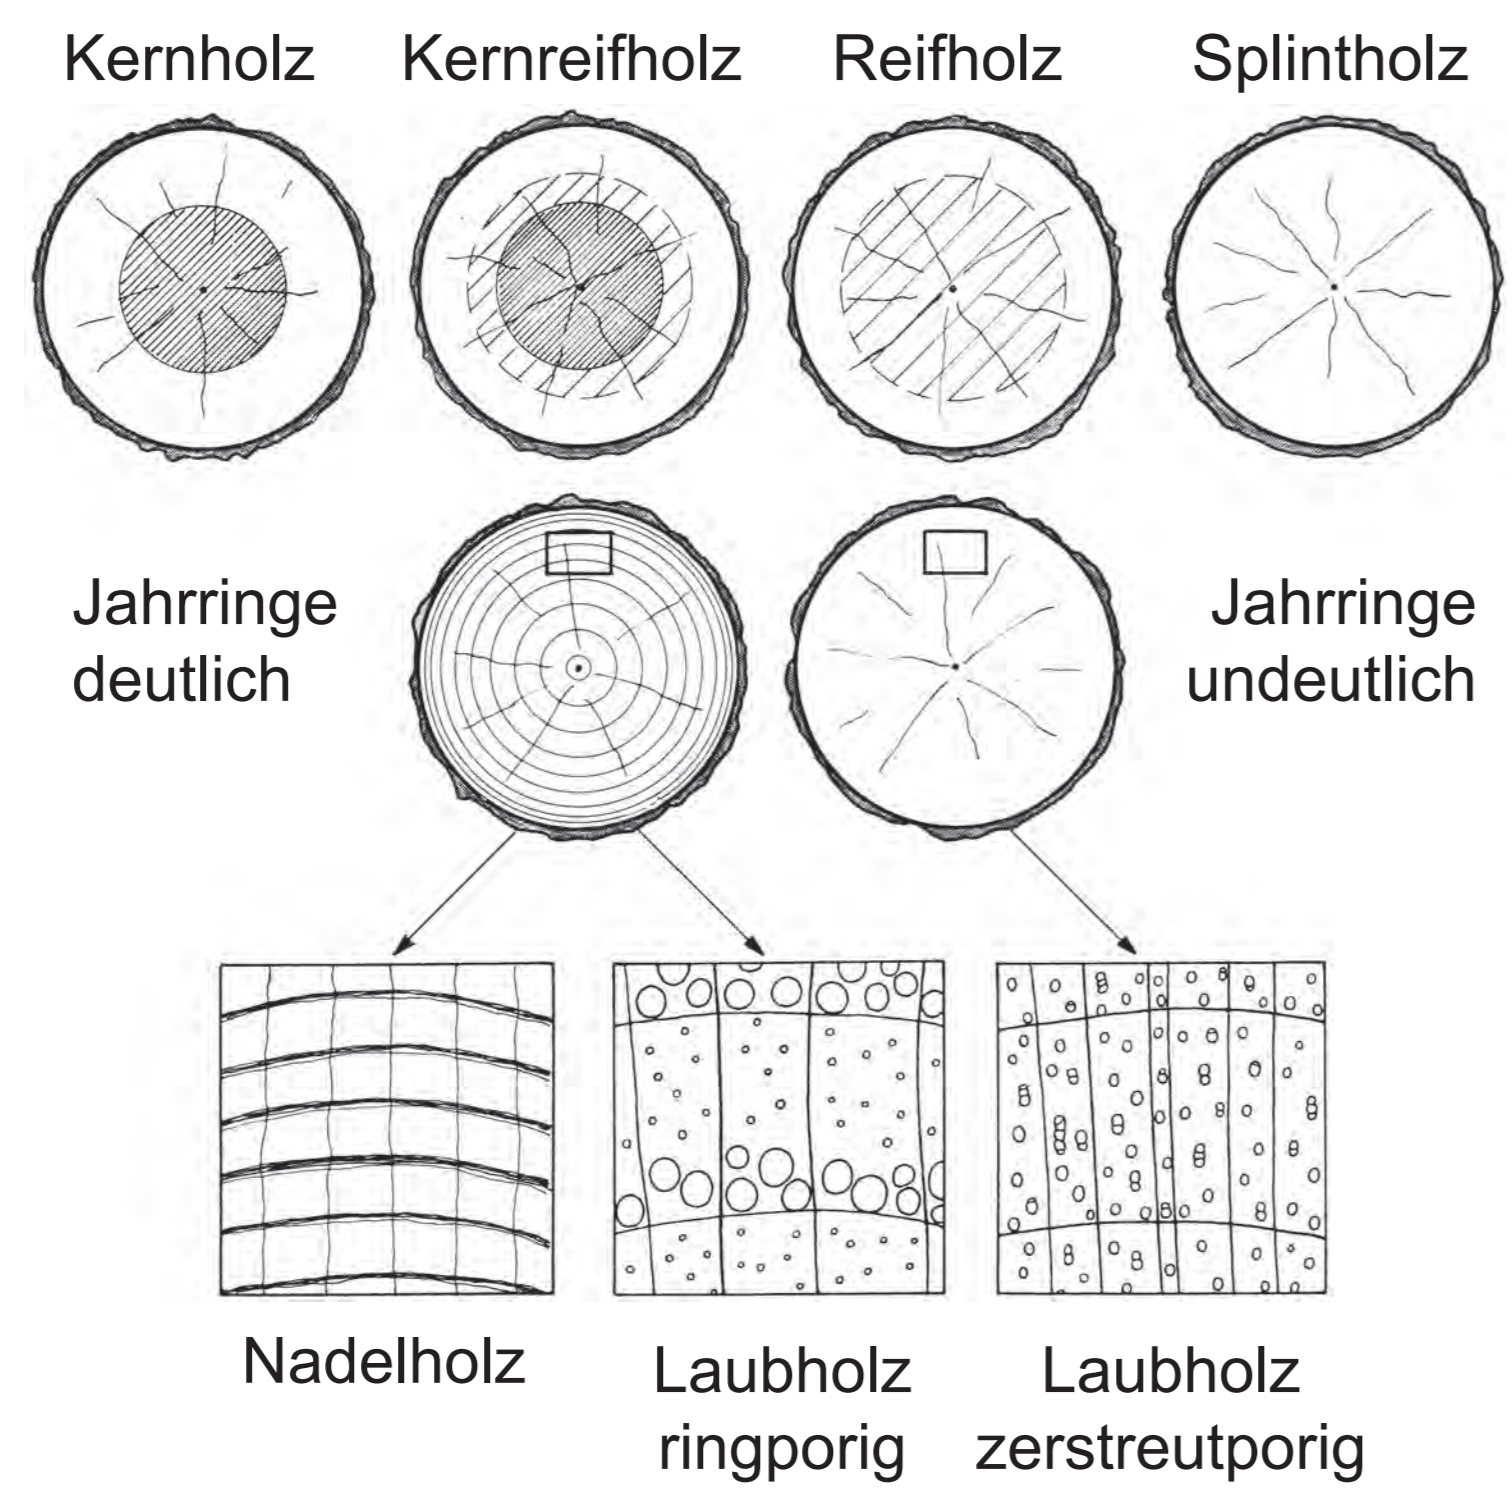 Kernholz
Kernreifholz
Reifholz
Splintholz
Jahrringe
deutlich
Jahrringe
undeutlich
Nadelholz
Laubholz
ringporig
Laubholz
zerstreutporig